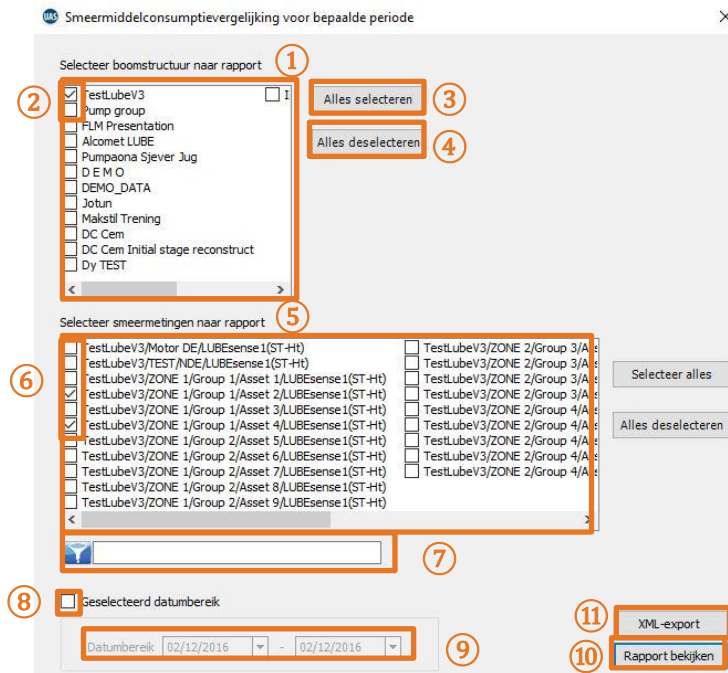 UAS Smeermiddelconsumptievergelijking voor bepaalde periode
Selecteer boomstructuur naar rapport ①
② TestLubeV3 I
Pump group
FLM Presentation
Alcomet LUBE
Pumpaona Sjever Jug
D E M O
DEMO_DATA
Jotun
Makstil Trening
DC Cem
DC Cem Initial stage reconstruct
Dy TEST
Alles selecteren ③
Alles deselecteren ④
Selecteer smeermetingen naar rapport ⑤
⑥
TestLubeV3/Motor DE/LUBEsense1(ST-Ht)
TestLubeV3/TEST/NDE/LUBEsense1(ST-Ht)
TestLubeV3/ZONE 1/Group 1/Asset 1/LUBEsense1(ST-Ht)
TestLubeV3/ZONE 1/Group 1/Asset 2/LUBEsense1(ST-Ht)
TestLubeV3/ZONE 1/Group 1/Asset 3/LUBEsense1(ST-Ht)
TestLubeV3/ZONE 1/Group 1/Asset 4/LUBEsense1(ST-Ht)
TestLubeV3/ZONE 1/Group 2/Asset 5/LUBEsense1(ST-Ht)
TestLubeV3/ZONE 1/Group 2/Asset 6/LUBEsense1(ST-Ht)
TestLubeV3/ZONE 1/Group 2/Asset 7/LUBEsense1(ST-Ht)
TestLubeV3/ZONE 1/Group 2/Asset 8/LUBEsense1(ST-Ht)
TestLubeV3/ZONE 1/Group 2/Asset 9/LUBEsense1(ST-Ht)
TestLubeV3/ZONE 2/Group 3/Ass
TestLubeV3/ZONE 2/Group 3/Ass
TestLubeV3/ZONE 2/Group 3/Ass
TestLubeV3/ZONE 2/Group 3/Ass
TestLubeV3/ZONE 2/Group 4/Ass
TestLubeV3/ZONE 2/Group 4/Ass
TestLubeV3/ZONE 2/Group 4/Ass
TestLubeV3/ZONE 2/Group 4/Ass
TestLubeV3/ZONE 2/Group 4/Ass
Selecteer alles
Alles deselecteren
⑦
⑧ Geselecteerd datumbereik
Datumbereik 02/12/2016 - 02/12/2016 ⑨
⑪ XML-export
⑩ Rapport bekijken